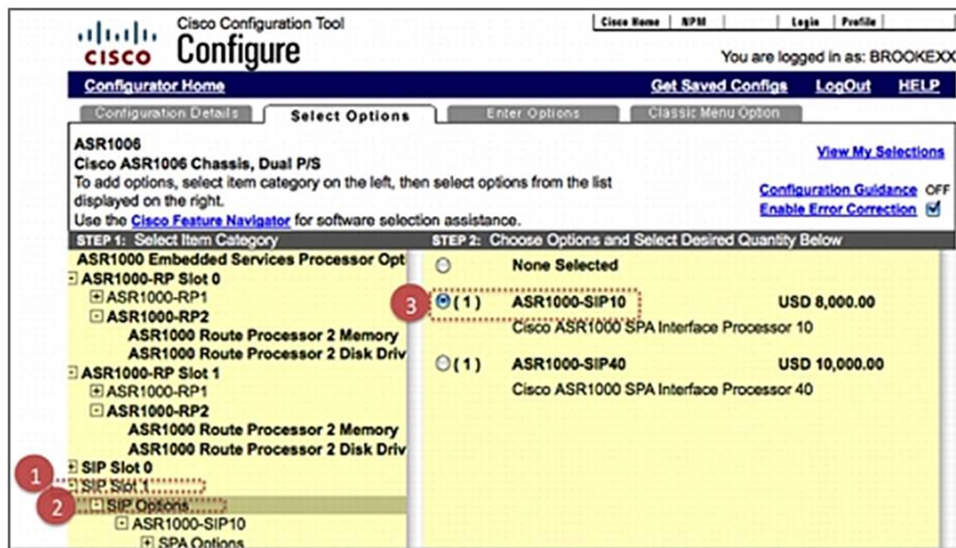 Cisco Configuration Tool
CISCO Configure
Cisco Home NPM Login Profile
You are logged in as: BROOKEXX
Configurator Home Get Saved Configs LogOut HELP
Configuration Details Select Options Enter Options Classic Menu Option
ASR1006
Cisco ASR1006 Chassis, Dual P/S
To add options, select item category on the left, then select options from the list
displayed on the right.
Use the Cisco Feature Navigator for software selection assistance.
View My Selections
Configuration Guidance OFF
Enable Error Correction
STEP 1: Select Item Category
ASR1000 Embedded Services Processor Opt
ASR1000-RP Slot 0
ASR1000-RP1
ASR1000-RP2
ASR1000 Route Processor 2 Memory
ASR1000 Route Processor 2 Disk Driv
ASR1000-RP Slot 1
ASR1000-RP1
ASR1000-RP2
ASR1000 Route Processor 2 Memory
ASR1000 Route Processor 2 Disk Driv
SIP Slot 0
1 SIP Slot 1
2 SIP Options
ASR1000-SIP10
SPA Options
STEP 2: Choose Options and Select Desired Quantity Below
None Selected
3 (1) ASR1000-SIP10 USD 8,000.00
Cisco ASR1000 SPA Interface Processor 10
(1) ASR1000-SIP40 USD 10,000.00
Cisco ASR1000 SPA Interface Processor 40